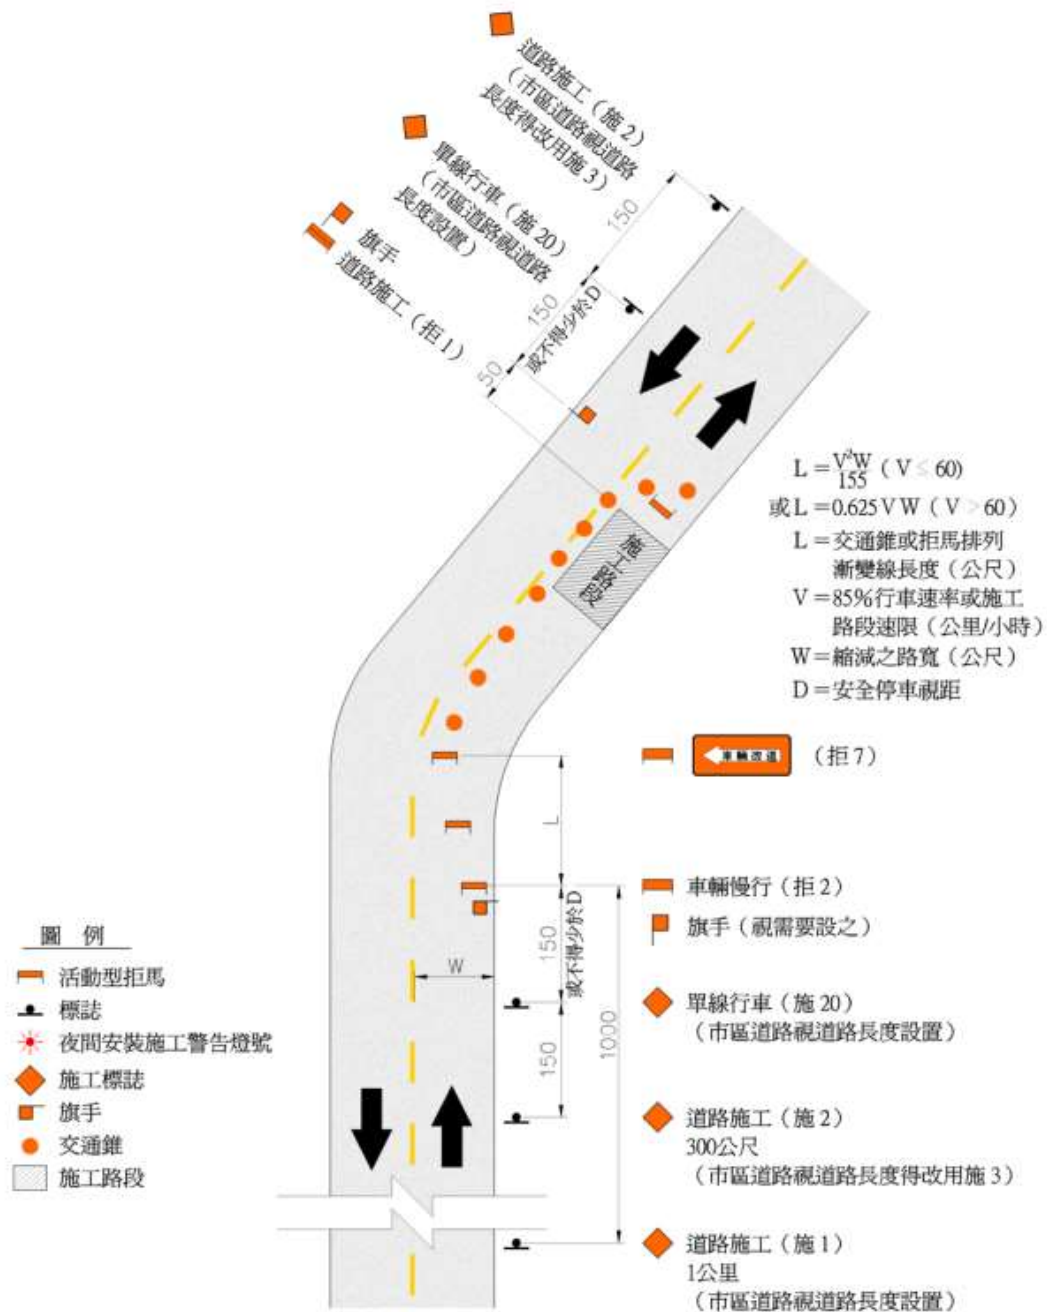 道路施工（施 2）
（市區道路視道路
長度得改用施 3）
單線行車（施 20）
（市區道路視道路
長度設置）
旗手
道路施工（拒 1）
150
150
或不得少於D
50
施工路段
L＝V²W/155（V ≤ 60）
或L＝0.625 V W（V > 60）
L＝交通錐或拒馬排列
漸變線長度（公尺）
V＝85%行車速率或施工
路段速限（公里/小時）
W＝縮減之路寬（公尺）
D＝安全停車視距
車輛改道
（拒 7）
L
車輛慢行（拒 2）
旗手（視需要設之）
150
或不得少於D
W
150
1000
單線行車（施 20）
（市區道路視道路長度設置）
道路施工（施 2）
300公尺
（市區道路視道路長度得改用施 3）
道路施工（施 1）
1公里
（市區道路視道路長度設置）
圖 例
活動型拒馬
標誌
夜間安裝施工警告燈號
施工標誌
旗手
交通錐
施工路段